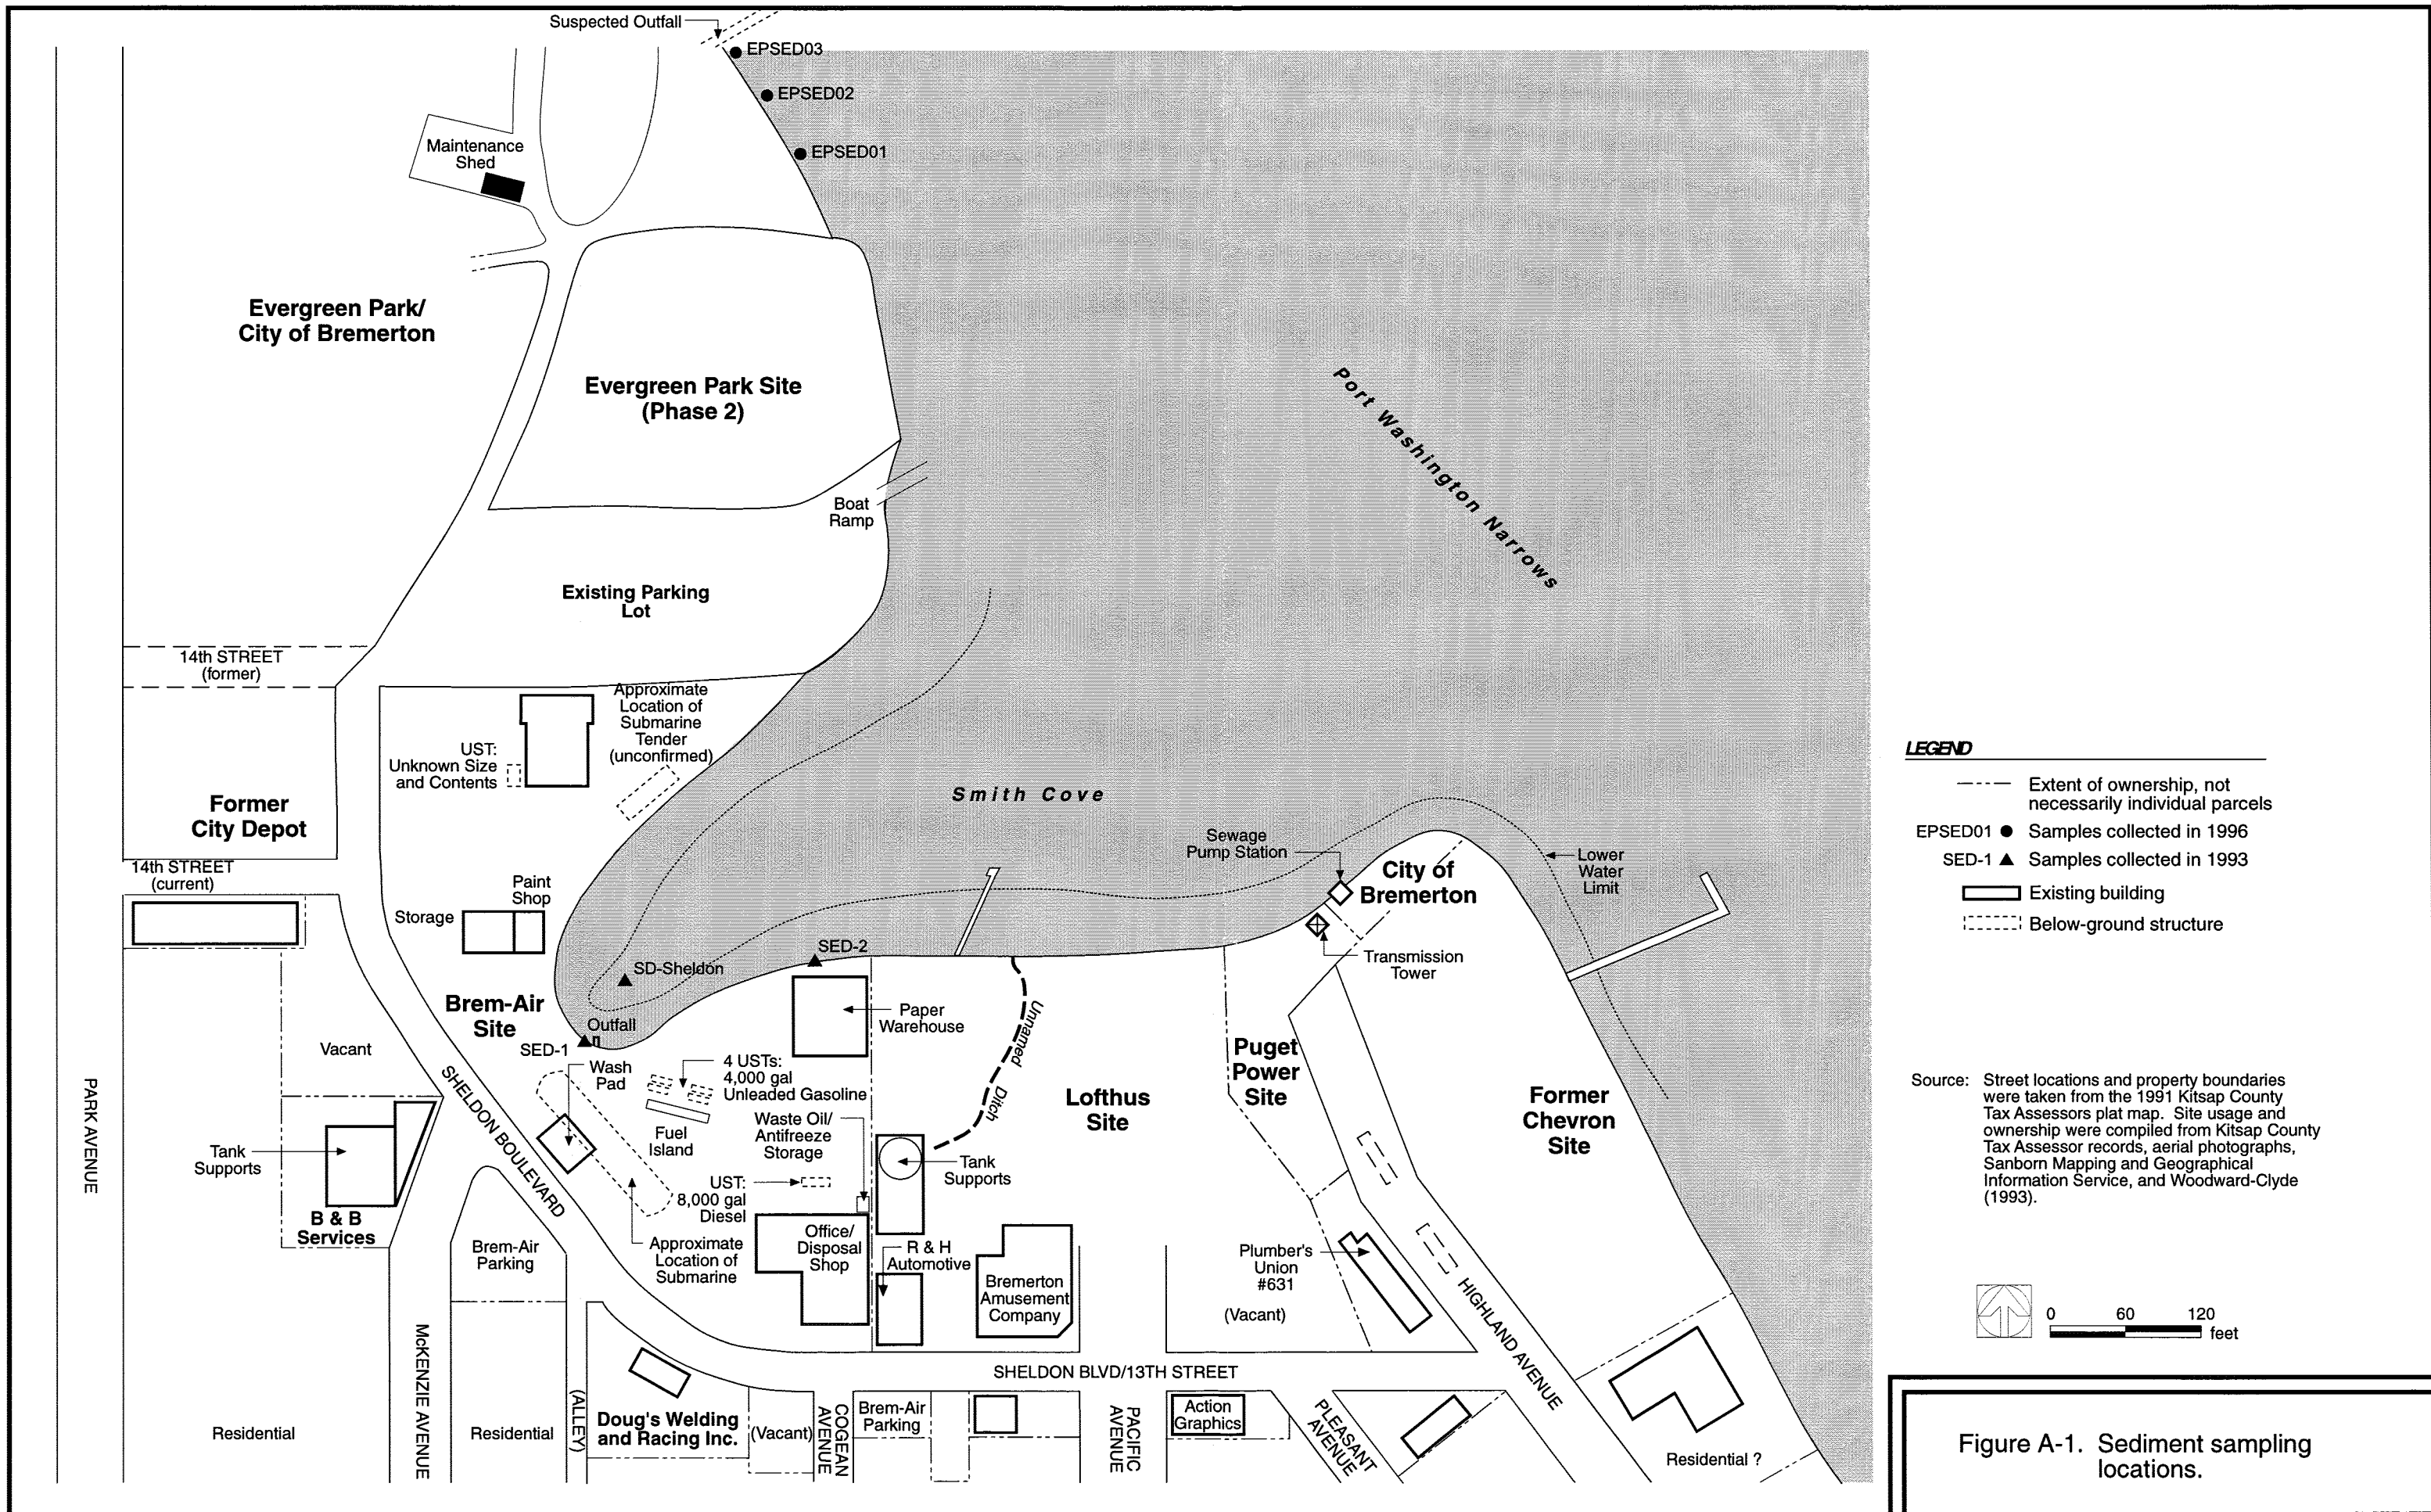 Suspected Outfall
EPSED03
EPSED02
EPSED01
Maintenance
Shed
Evergreen Park/
City of Bremerton
Evergreen Park Site
(Phase 2)
Port Washington Narrows
Boat
Ramp
Existing Parking
Lot
14th STREET
(former)
Approximate
Location of
Submarine
Tender
(unconfirmed)
UST:
Unknown Size
and Contents
Former
City Depot
Smith Cove
Sewage
Pump Station
City of
Bremerton
Lower
Water
Limit
14th STREET
(current)
Paint
Shop
Storage
SED-2
SD-Sheldon
Transmission
Tower
Brem-Air
Site
Outfall
SED-1
Paper
Warehouse
Unnamed Ditch
Vacant
Wash
Pad
4 USTs:
4,000 gal
Unleaded Gasoline
Puget
Power
Site
Lofthus
Site
Former
Chevron
Site
PARK AVENUE
SHELDON BOULEVARD
Fuel
Island
Waste Oil/
Antifreeze
Storage
Tank
Supports
Tank
Supports
UST:
8,000 gal
Diesel
B & B
Services
Brem-Air
Parking
Approximate
Location of
Submarine
Office/
Disposal
Shop
R & H
Automotive
Bremerton
Amusement
Company
Plumber's
Union
#631
(Vacant)
HIGHLAND AVENUE
SHELDON BLVD/13TH STREET
McKENZIE AVENUE
Residential
Residential
(ALLEY)
Doug's Welding
and Racing Inc.
(Vacant)
COGEAN
AVENUE
Brem-Air
Parking
PACIFIC
AVENUE
Action
Graphics
PLEASANT
AVENUE
Residential ?
LEGEND
Extent of ownership, not
necessarily individual parcels
EPSED01 ● Samples collected in 1996
SED-1 ▲ Samples collected in 1993
Existing building
Below-ground structure
Source: Street locations and property boundaries
were taken from the 1991 Kitsap County
Tax Assessors plat map. Site usage and
ownership were compiled from Kitsap County
Tax Assessor records, aerial photographs,
Sanborn Mapping and Geographical
Information Service, and Woodward-Clyde
(1993).
0 60 120
feet
Figure A-1. Sediment sampling
locations.